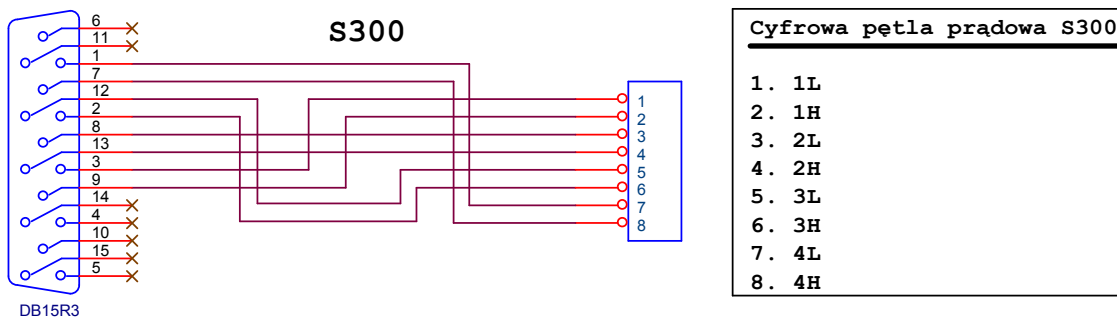 S300
6
11
1
7
12
2
8
13
3
9
14
4
10
15
5
DB15R3
1
2
3
4
5
6
7
8
Cyfrowa pętla prądowa S300
1. 1L
2. 1H
3. 2L
4. 2H
5. 3L
6. 3H
7. 4L
8. 4H